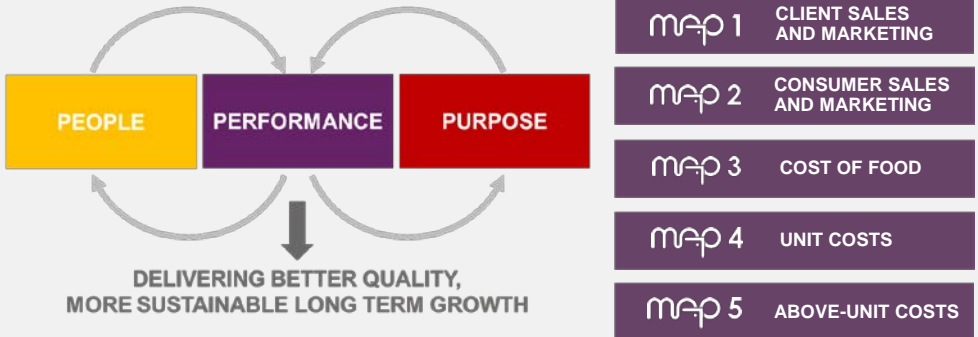 PEOPLE
PERFORMANCE
PURPOSE
DELIVERING BETTER QUALITY,
MORE SUSTAINABLE LONG TERM GROWTH
map 1
CLIENT SALES
AND MARKETING
map 2
CONSUMER SALES
AND MARKETING
map 3
COST OF FOOD
map 4
UNIT COSTS
map 5
ABOVE-UNIT COSTS